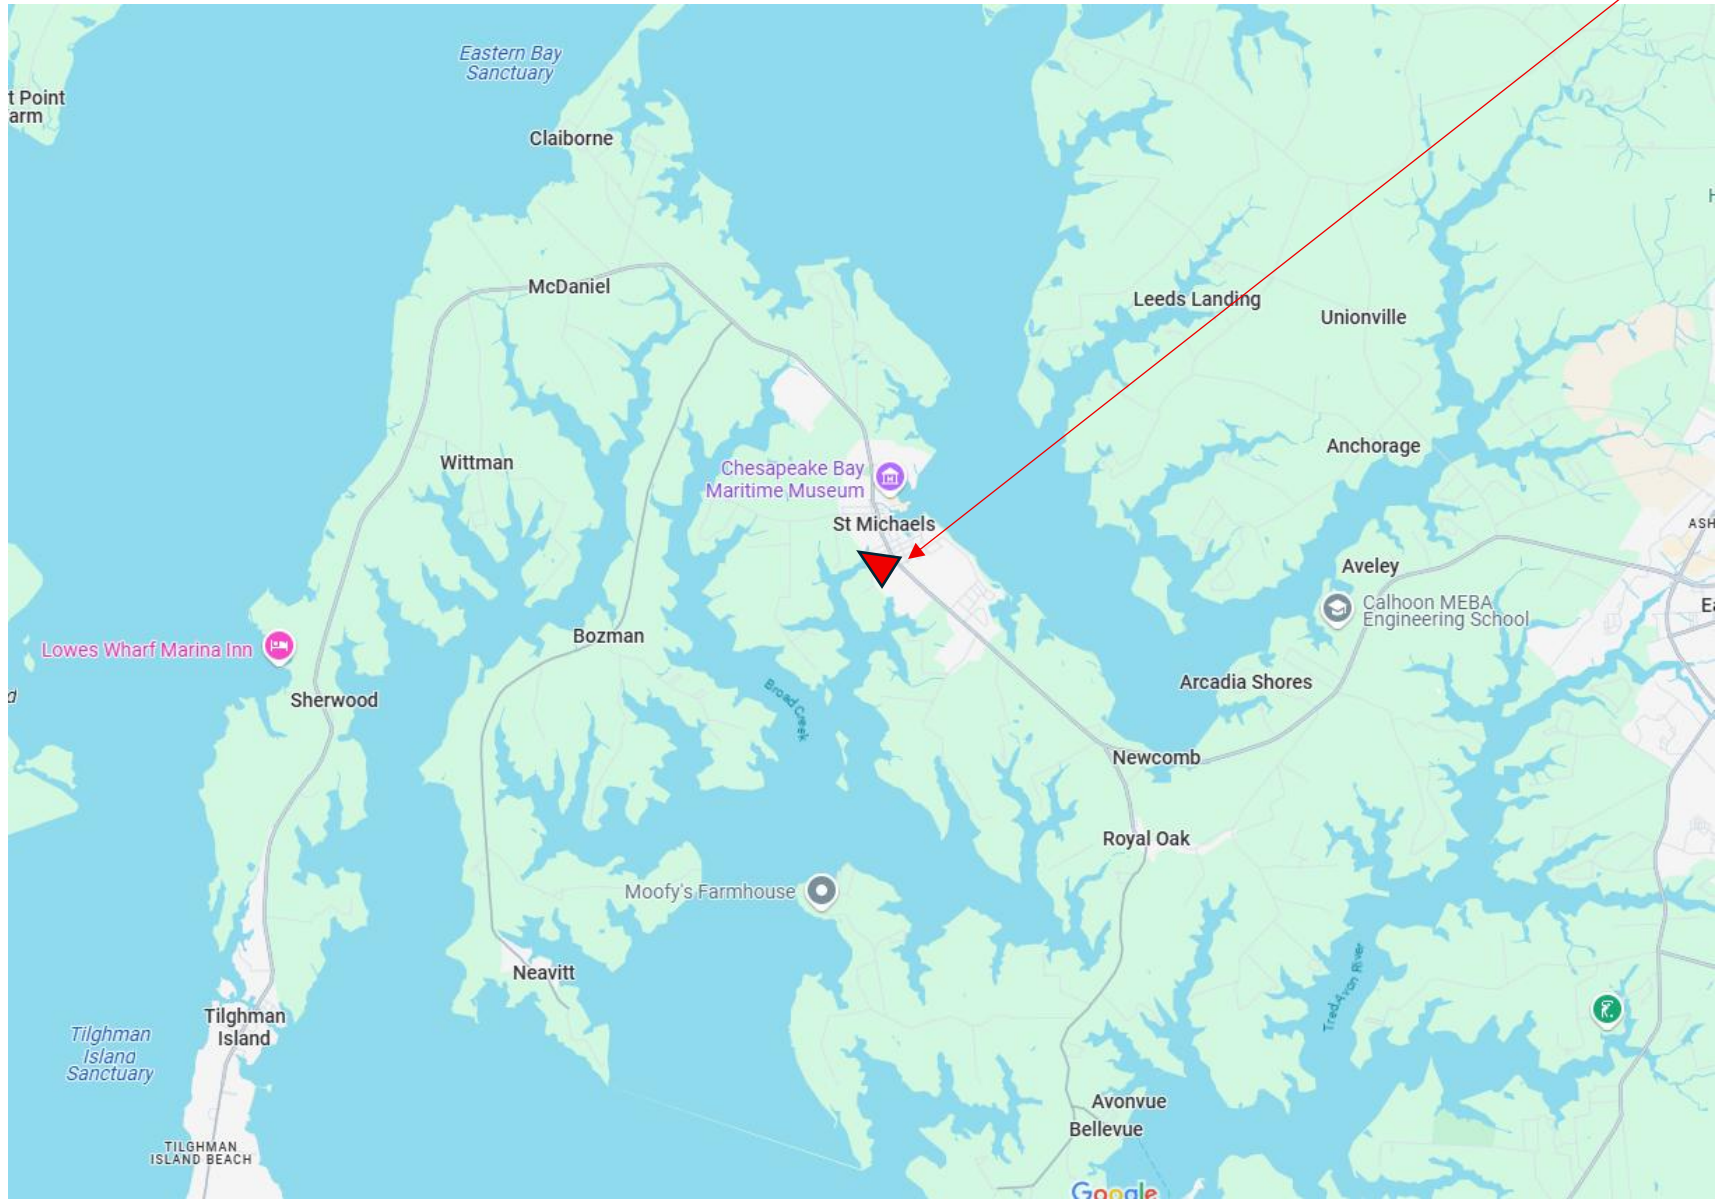 Eastern Bay
Sanctuary
t Point
arm
Claiborne
H
McDaniel
Leeds Landing
Unionville
Wittman
Chesapeake Bay
Maritime Museum
Anchorage
St Michaels
ASH
Aveley
Calhoon MEBA
Engineering School
Ea
Bozman
Lowes Wharf Marina Inn
d
Sherwood
Broad Creek
Arcadia Shores
Newcomb
Royal Oak
Moofy's Farmhouse
Neavitt
Tred Avon River
Tilghman
Island
Tilghman
Island
Sanctuary
Avonvue
Bellevue
TILGHMAN
ISLAND BEACH
Google